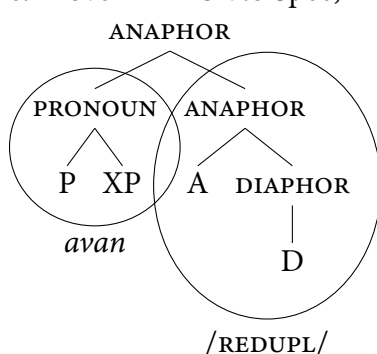 ANAPHOR
PRONOUN ANAPHOR
P XP A DIAPHOR
avan
D
/REDUPL/